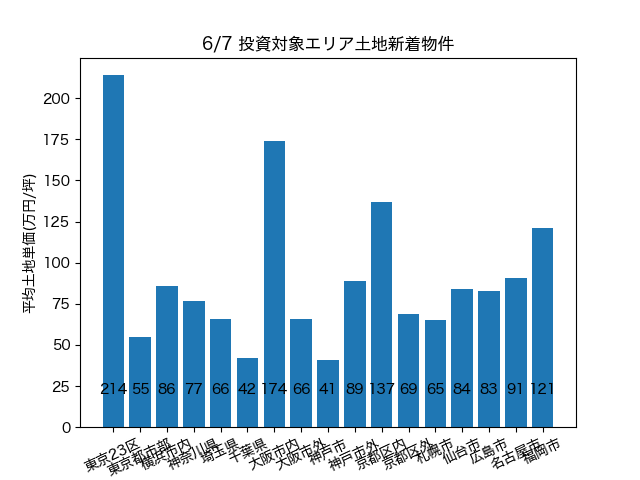 6/7 投資対象エリア土地新着物件
平均土地単価(万円/坪)
200
175
150
125
100
75
50
25
0
214 55 86 77 66 42 174 66 41 89 137 69 65 84 83 91 121
東京23区
東京都市部
横浜市内
神奈川県
埼玉県
千葉県
大阪市内
大阪市外
神戸市
神戸市外
京都区内
京都区外
札幌市
仙台市
広島市
名古屋市
福岡市